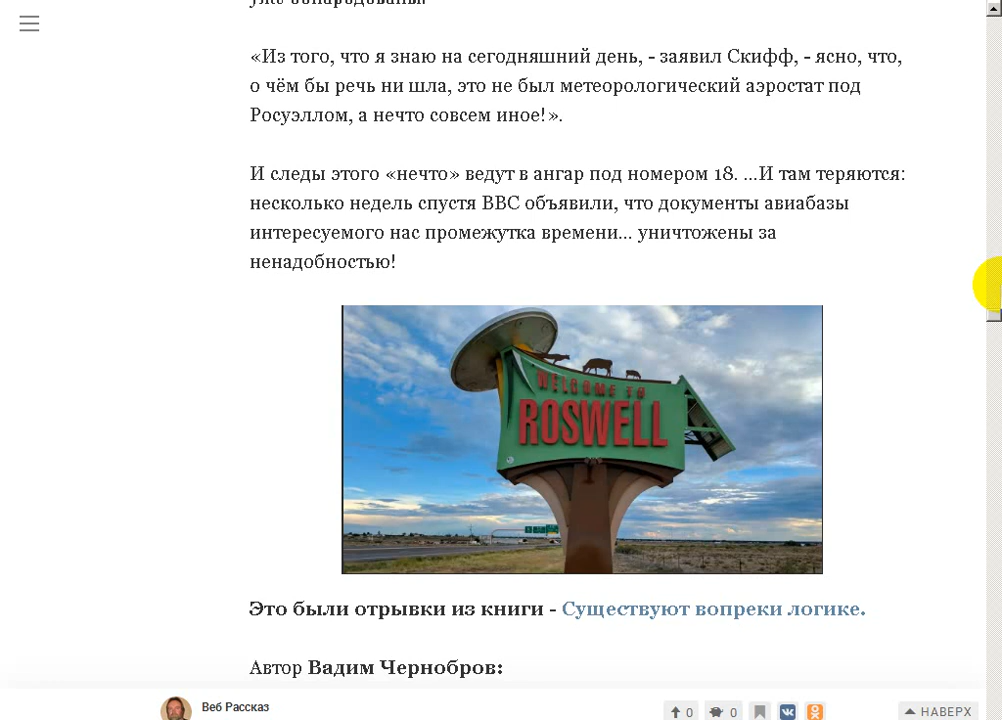 «Из того, что я знаю на сегодняшний день, - заявил Скифф, - ясно, что,
о чём бы речь ни шла, это не был метеорологический аэростат под
Росуэллом, а нечто совсем иное!».
И следы этого «нечто» ведут в ангар под номером 18. ...И там теряются:
несколько недель спустя ВВС объявили, что документы авиабазы
интересуемого нас промежутка времени... уничтожены за
ненадобностью!
WELCOME TO
ROSWELL
Это были отрывки из книги - Существуют вопреки логике.
Автор Вадим Чернобров:
Веб Рассказ
0
0
НАВЕРХ